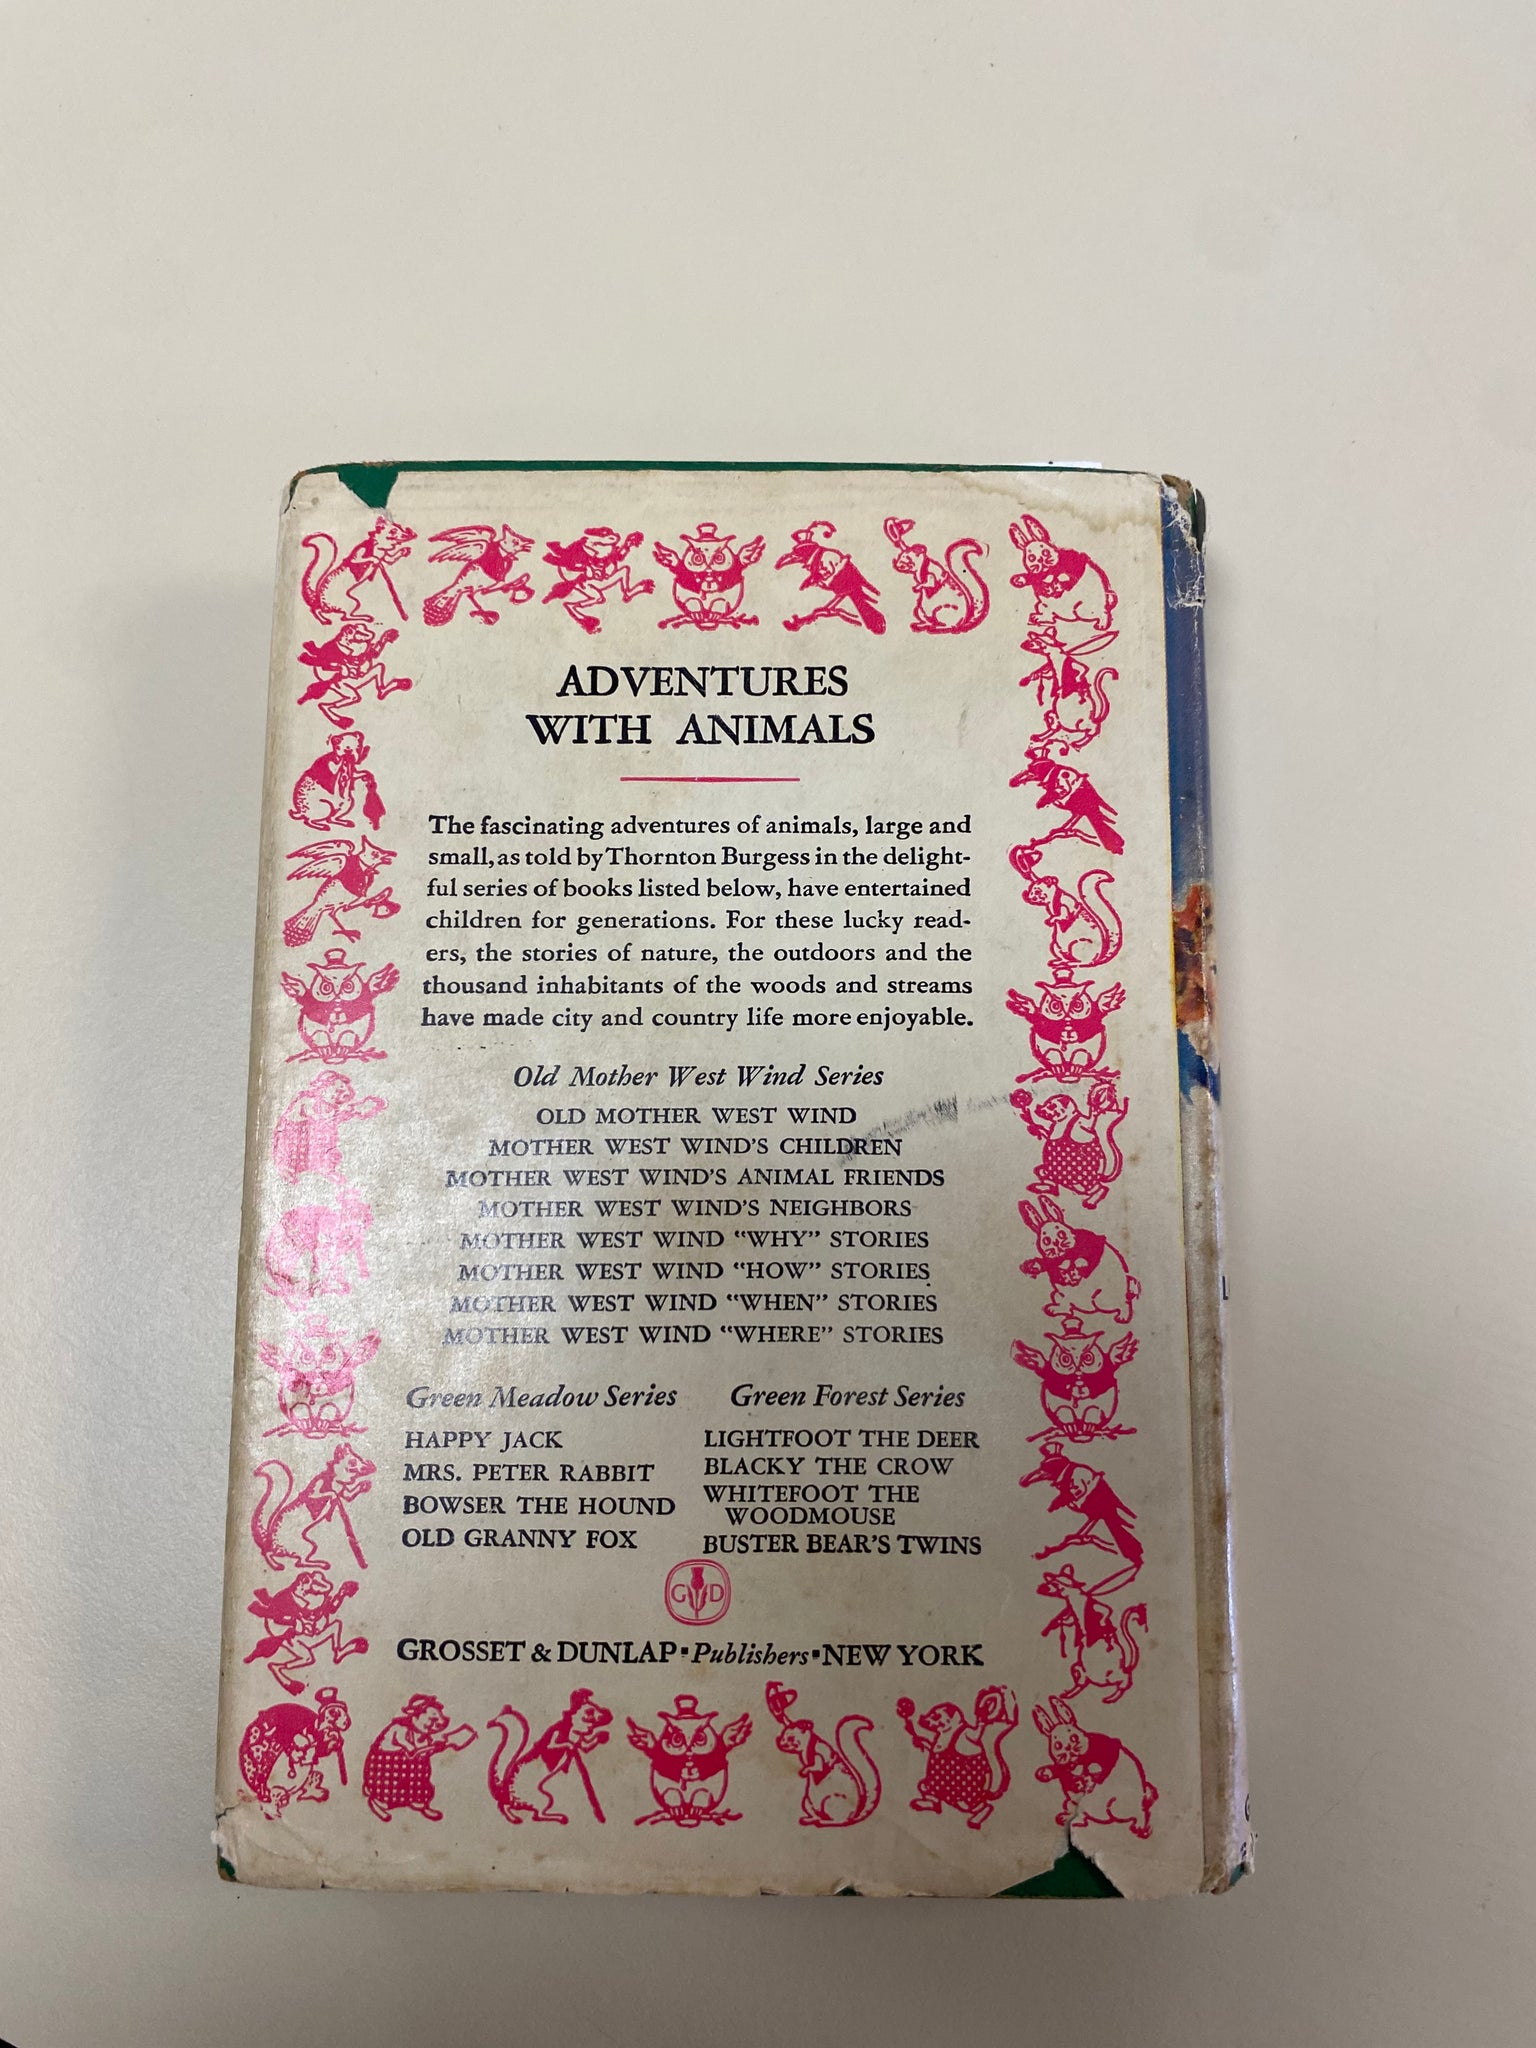 ADVENTURES
WITH ANIMALS
The fascinating adventures of animals, large and
small, as told by Thornton Burgess in the delight-
ful series of books listed below, have entertained
children for generations. For these lucky read-
ers, the stories of nature, the outdoors and the
thousand inhabitants of the woods and streams
have made city and country life more enjoyable.
Old Mother West Wind Series
OLD MOTHER WEST WIND
MOTHER WEST WIND'S CHILDREN
MOTHER WEST WIND'S ANIMAL FRIENDS
MOTHER WEST WIND'S NEIGHBORS
MOTHER WEST WIND "WHY" STORIES
MOTHER WEST WIND "HOW" STORIES
MOTHER WEST WIND "WHEN" STORIES
MOTHER WEST WIND "WHERE" STORIES
Green Meadow Series
HAPPY JACK
MRS. PETER RABBIT
BOWSER THE HOUND
OLD GRANNY FOX
Green Forest Series
LIGHTFOOT THE DEER
BLACKY THE CROW
WHITEFOOT THE
WOODMOUSE
BUSTER BEAR'S TWINS
G D
GROSSET & DUNLAP▪Publishers▪NEW YORK